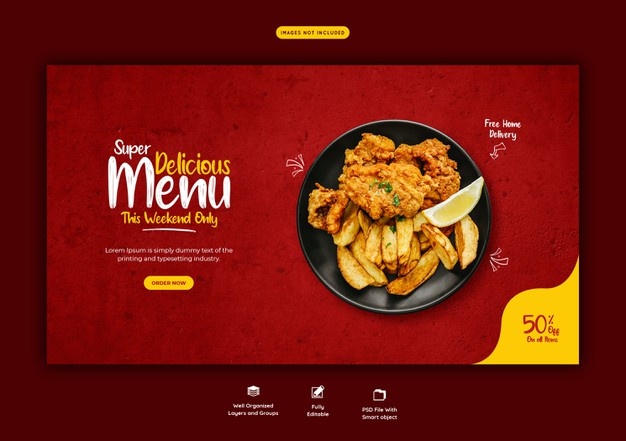 IMAGES NOT INCLUDED
Super
Delicious
Menu
This Weekend Only
Lorem Ipsum is simply dummy text of the
printing and typesetting industry.
ORDER NOW
Free Home
Delivery
50% Off
On all Items
Well Organized
Layers and Groups
Fully
Editable
PSD File With
Smart object